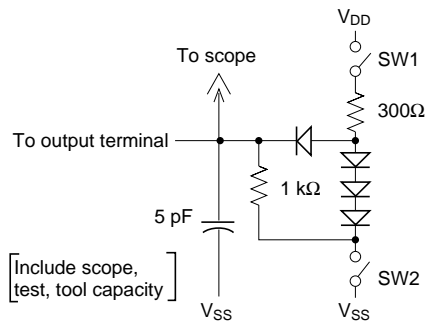 VDD
To scope
SW1
300Ω
To output terminal
1 kΩ
5 pF
Include scope,
test, tool capacity
SW2
VSS
VSS